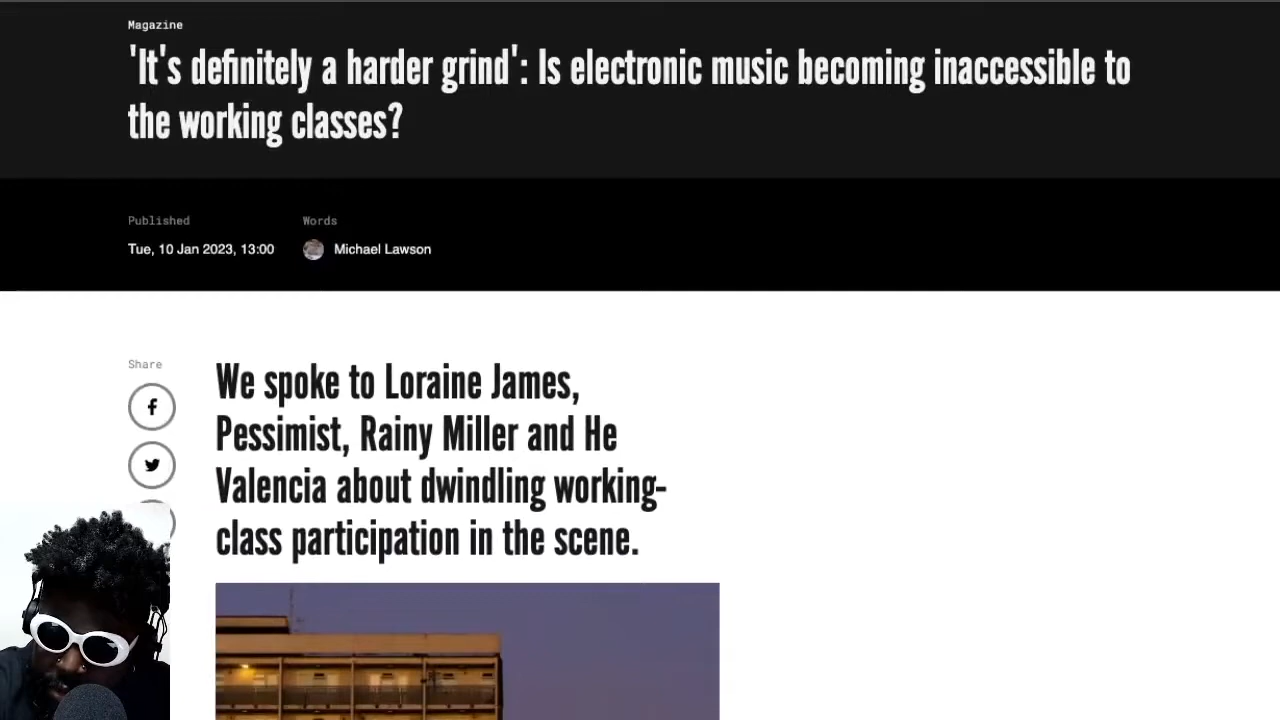 Magazine
'It's definitely a harder grind': Is electronic music becoming inaccessible to
the working classes?
Published
Words
Tue, 10 Jan 2023, 13:00
Michael Lawson
Share
We spoke to Loraine James,
Pessimist, Rainy Miller and He
Valencia about dwindling working-
class participation in the scene.